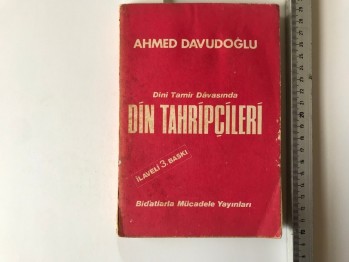 AHMED DAVUDOĞLU
Dini Tamir Dâvasında
DİN TAHRİPÇİLERİ
İLAVELİ 3. BASKI
Bid'atlarla Mücadele Yayınları